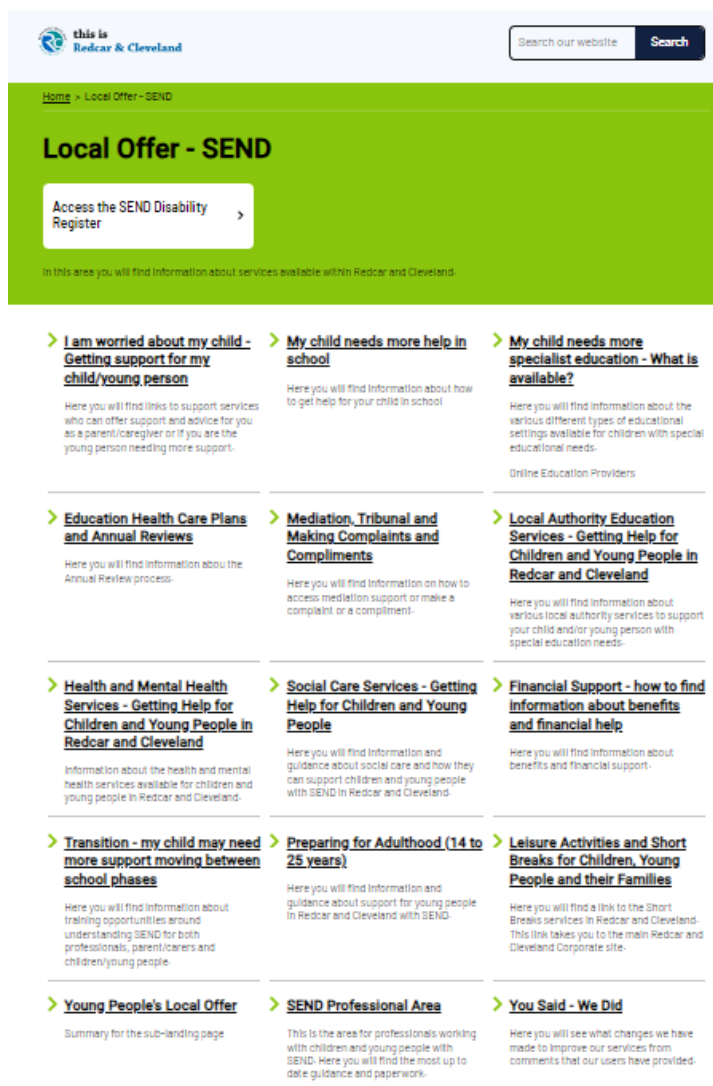 this is
Redcar & Cleveland
Search our website
Search
Home > Local Offer - SEND
Local Offer - SEND
Access the SEND Disability
Register
In this area you will find information about services available within Redcar and Cleveland.
I am worried about my child -
Getting support for my
child/young person
Here you will find links to support services
who can offer support and advice for you
as a parent/caregiver or if you are the
young person needing more support.
My child needs more help in
school
Here you will find information about how
to get help for your child in school
My child needs more
specialist education - What is
available?
Here you will find information about the
various different types of educational
settings available for children with special
educational needs.
Online Education Providers
Education Health Care Plans
and Annual Reviews
Here you will find information abou the
Annual Review process.
Mediation, Tribunal and
Making Complaints and
Compliments
Here you will find information on how to
access mediation support or make a
complaint or a compliment.
Local Authority Education
Services - Getting Help for
Children and Young People in
Redcar and Cleveland
Here you will find information about
various local authority services to support
your child and/or young person with
special education needs.
Health and Mental Health
Services - Getting Help for
Children and Young People in
Redcar and Cleveland
Information about the health and mental
health services available for children and
young people in Redcar and Cleveland.
Social Care Services - Getting
Help for Children and Young
People
Here you will find information and
guidance about social care and how they
can support children and young people
with SEND in Redcar and Cleveland.
Financial Support - how to find
information about benefits
and financial help
Here you will find information about
benefits and financial support.
Transition - my child may need
more support moving between
school phases
Here you will find information about
training opportunities around
understanding SEND for both
professionals, parent/carers and
children/young people.
Preparing for Adulthood (14 to
25 years)
Here you will find information and
guidance about support for young people
in Redcar and Cleveland with SEND.
Leisure Activities and Short
Breaks for Children, Young
People and their Families
Here you will find a link to the Short
Breaks services in Redcar and Cleveland.
This link takes you to the main Redcar and
Cleveland Corporate site.
Young People's Local Offer
Summary for the sub-landing page
SEND Professional Area
This is the area for professionals working
with children and young people with
SEND. Here you will find the most up to
date guidance and paperwork.
You Said - We Did
Here you will see what changes we have
made to improve our services from
comments that our users have provided.